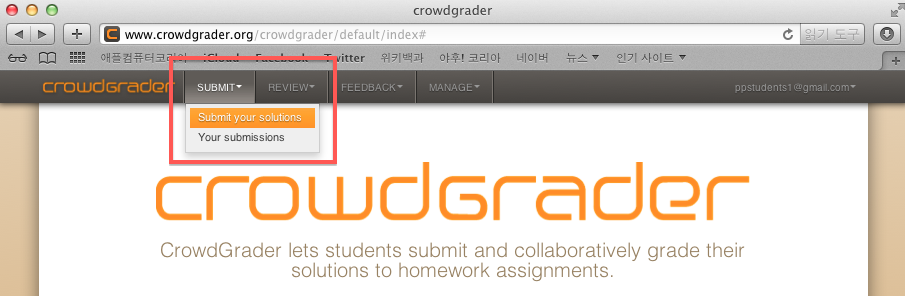 crowdgrader
www.crowdgrader.org/crowdgrader/default/index#
읽기 도구
애플컴퓨터코리아 iCloud Facebook Twitter 위키백과 야후! 코리아 네이버 뉴스 인기 사이트
crowdgrader SUBMIT REVIEW FEEDBACK MANAGE ppstudents1@gmail.com
Submit your solutions
Your submissions
crowdgrader
CrowdGrader lets students submit and collaboratively grade their
solutions to homework assignments.